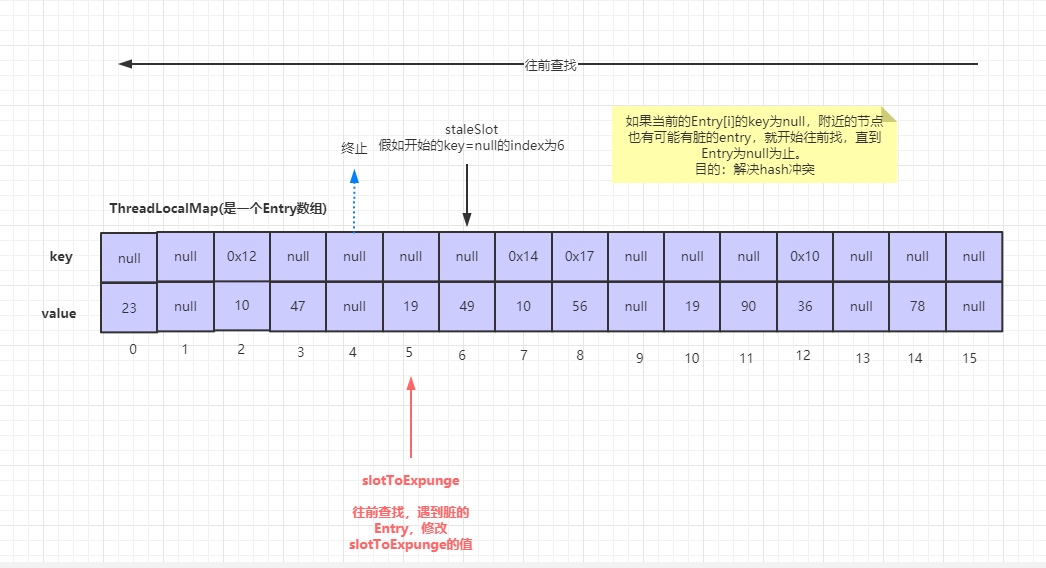 往前查找
如果当前的Entry[i]的key为null，附近的节点
也有可能有脏的entry，就开始往前找，直到
Entry为null为止。
目的：解决hash冲突
staleSlot
终止
假如开始的key=null的index为6
ThreadLocalMap(是一个Entry数组)
key null null 0x12 null null null null 0x14 0x17 null null null 0x10 null null null
value 23 null 10 47 null 19 49 10 56 null 19 90 36 null 78 null
0 1 2 3 4 5 6 7 8 9 10 11 12 13 14 15
slotToExpunge
往前查找，遇到脏的
Entry，修改
slotToExpunge的值